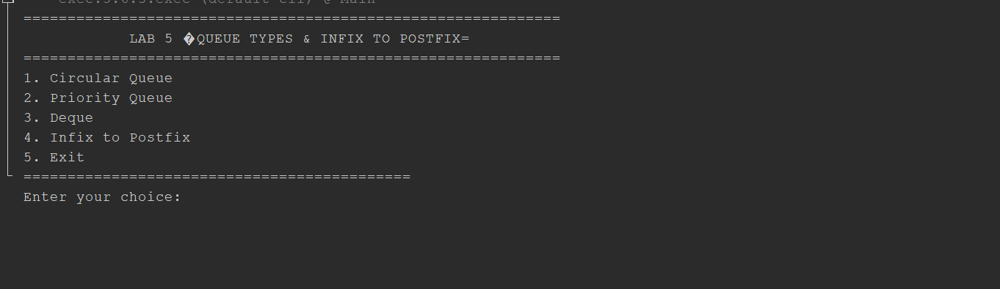 exec:3.0.3:exec (default-cli) @ Main
=============================================================
LAB 5 �QUEUE TYPES & INFIX TO POSTFIX=
=============================================================
1. Circular Queue
2. Priority Queue
3. Deque
4. Infix to Postfix
5. Exit
============================================
Enter your choice: